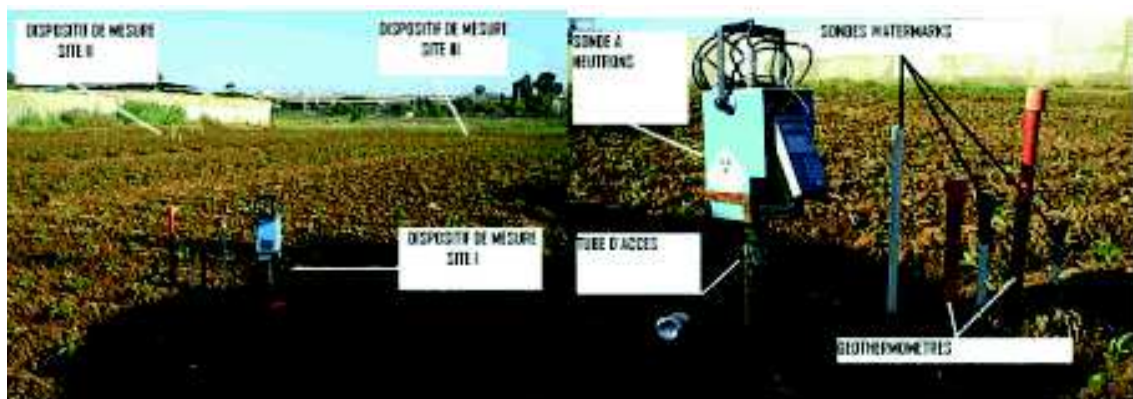 DISPOSITIF DE MESURE
SITE II
DISPOSITIF DE MESURE
SITE III
DISPOSITIF DE MESURE
SITE I
SONDE A
NEUTRONS
SONDES WATERMARKS
TUBE D'ACCES
GEOTHERMOMETRES